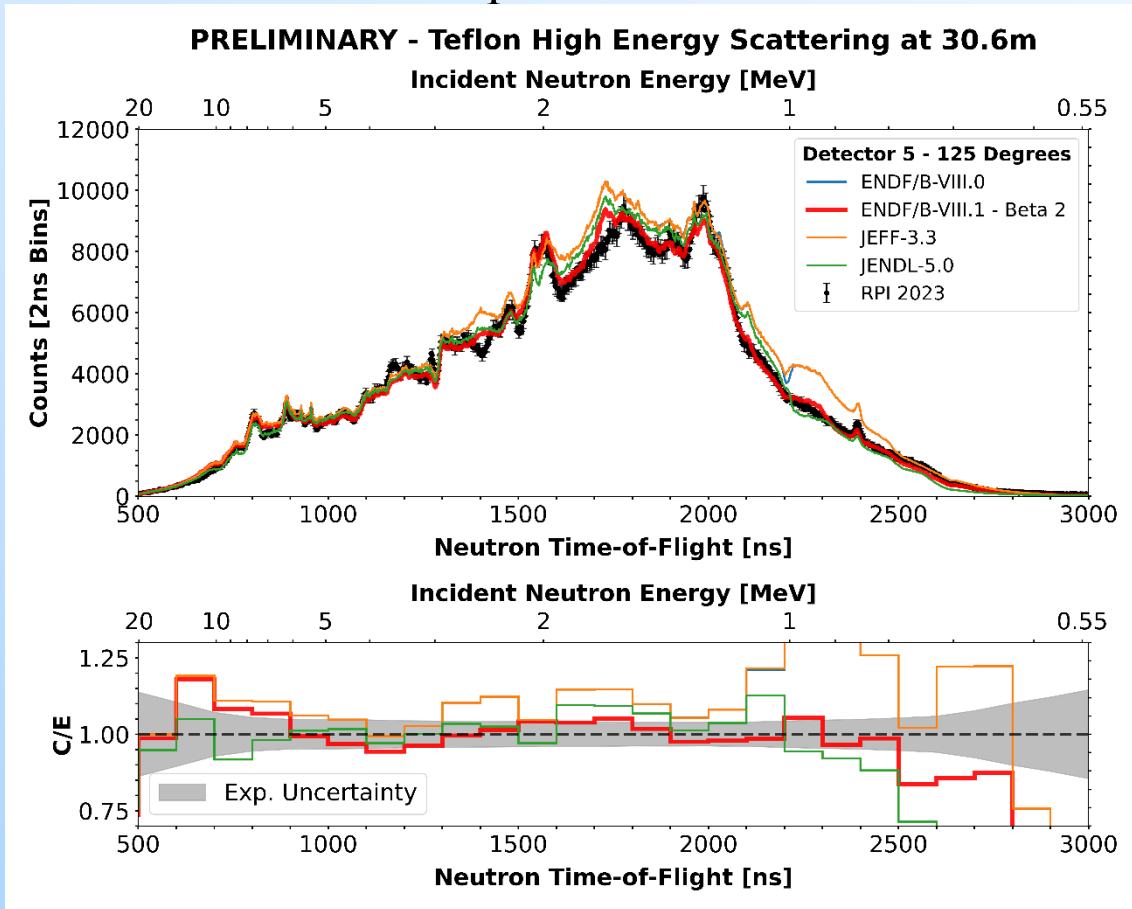 PRELIMINARY - Teflon High Energy Scattering at 30.6m
Incident Neutron Energy [MeV]
20 10 5 2 1 0.55
12000
10000
8000
6000
4000
2000
0
Counts [2ns Bins]
Detector 5 - 125 Degrees
ENDF/B-VIII.0
ENDF/B-VIII.1 - Beta 2
JEFF-3.3
JENDL-5.0
RPI 2023
500 1000 1500 2000 2500 3000
Neutron Time-of-Flight [ns]
Incident Neutron Energy [MeV]
20 10 5 2 1 0.55
1.25
1.00
0.75
C/E
Exp. Uncertainty
500 1000 1500 2000 2500 3000
Neutron Time-of-Flight [ns]